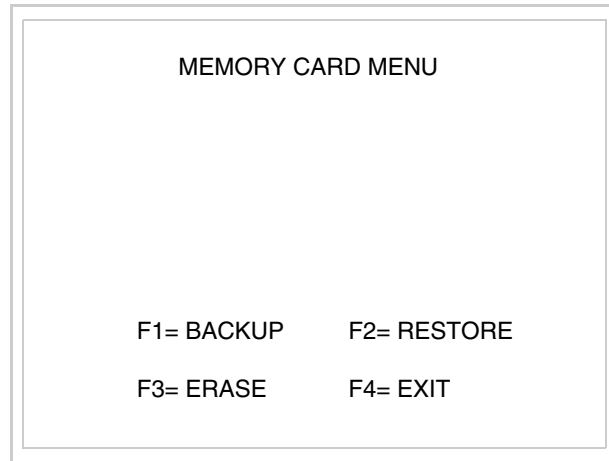 MEMORY CARD MENU
F1= BACKUP F2= RESTORE
F3= ERASE F4= EXIT